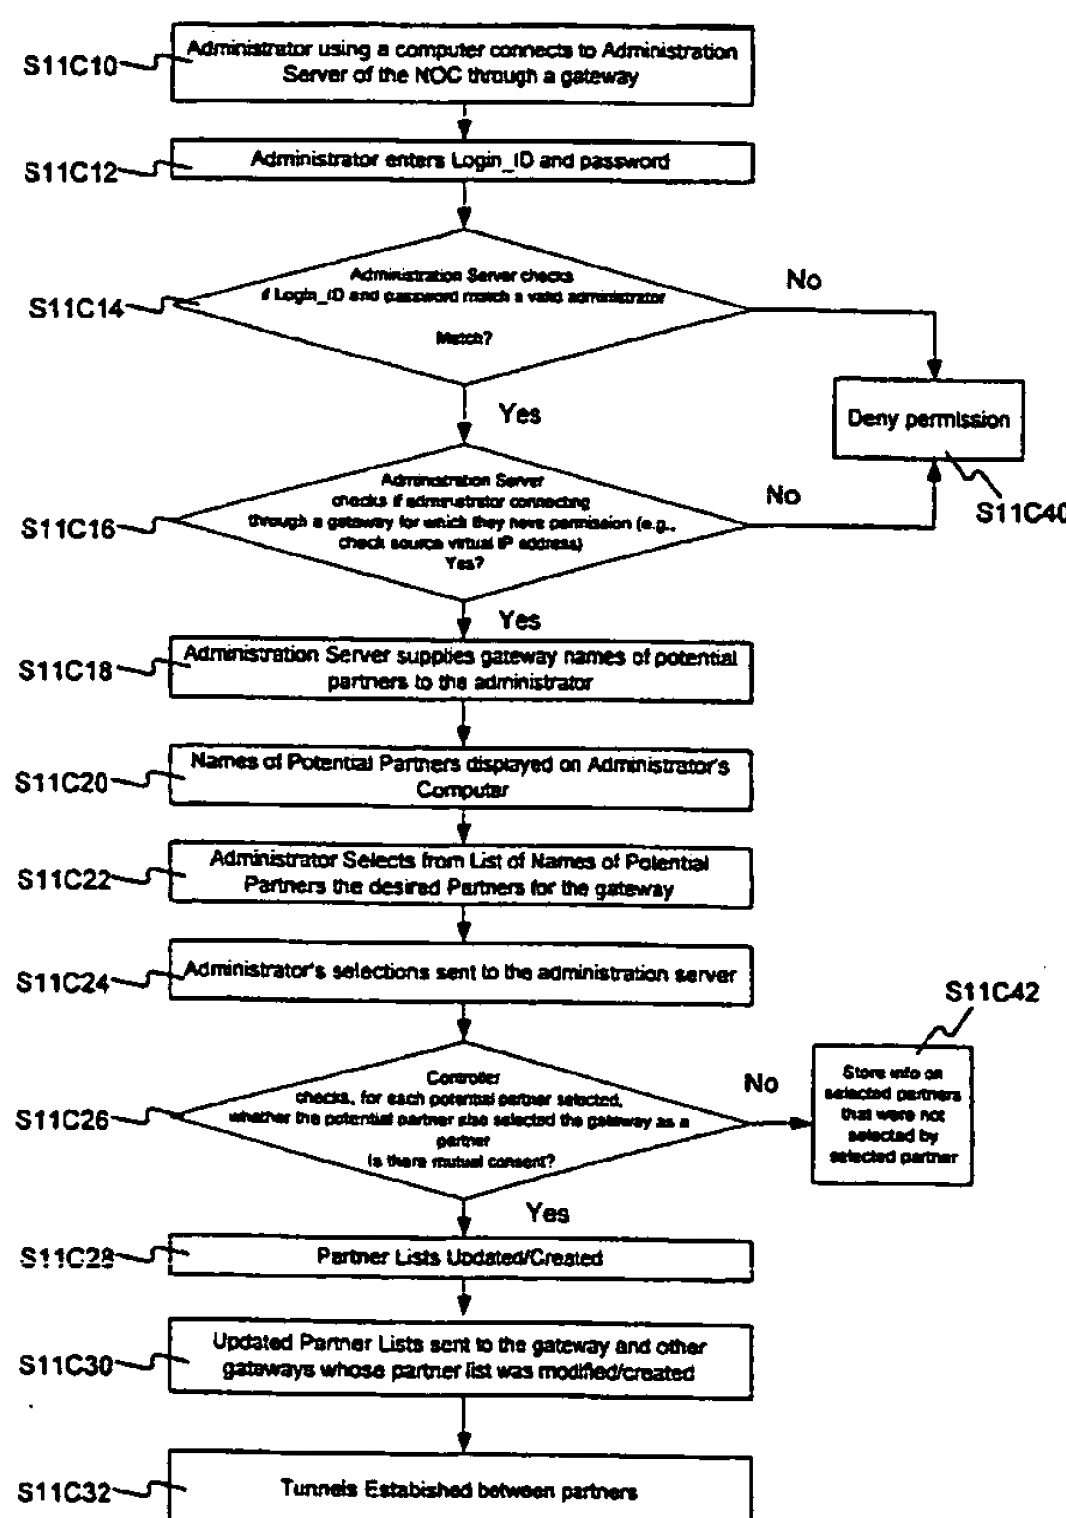 S11C10
Administrator using a computer connects to Administration
Server of the NOC through a gateway
S11C12
Administrator enters Login_ID and password
S11C14
Administration Server checks
if Login_ID and password match a valid administrator
Match?
No
Yes
Deny permission
S11C40
S11C16
Administration Server
checks if administrator connecting
through a gateway for which they have permission (e.g.,
check source virtual IP address)
Yes?
No
Yes
S11C18
Administration Server supplies gateway names of potential
partners to the administrator
S11C20
Names of Potential Partners displayed on Administrator's
Computer
S11C22
Administrator Selects from List of Names of Potential
Partners the desired Partners for the gateway
S11C24
Administrator's selections sent to the administration server
S11C42
S11C26
Controller
checks, for each potential partner selected,
whether the potential partner also selected the gateway as a
partner
Is there mutual consent?
No
Store info on
selected partners
that were not
selected by
selected partner
Yes
S11C28
Partner Lists Updated/Created
S11C30
Updated Partner Lists sent to the gateway and other
gateways whose partner list was modified/created
S11C32
Tunnels Estabished between partners